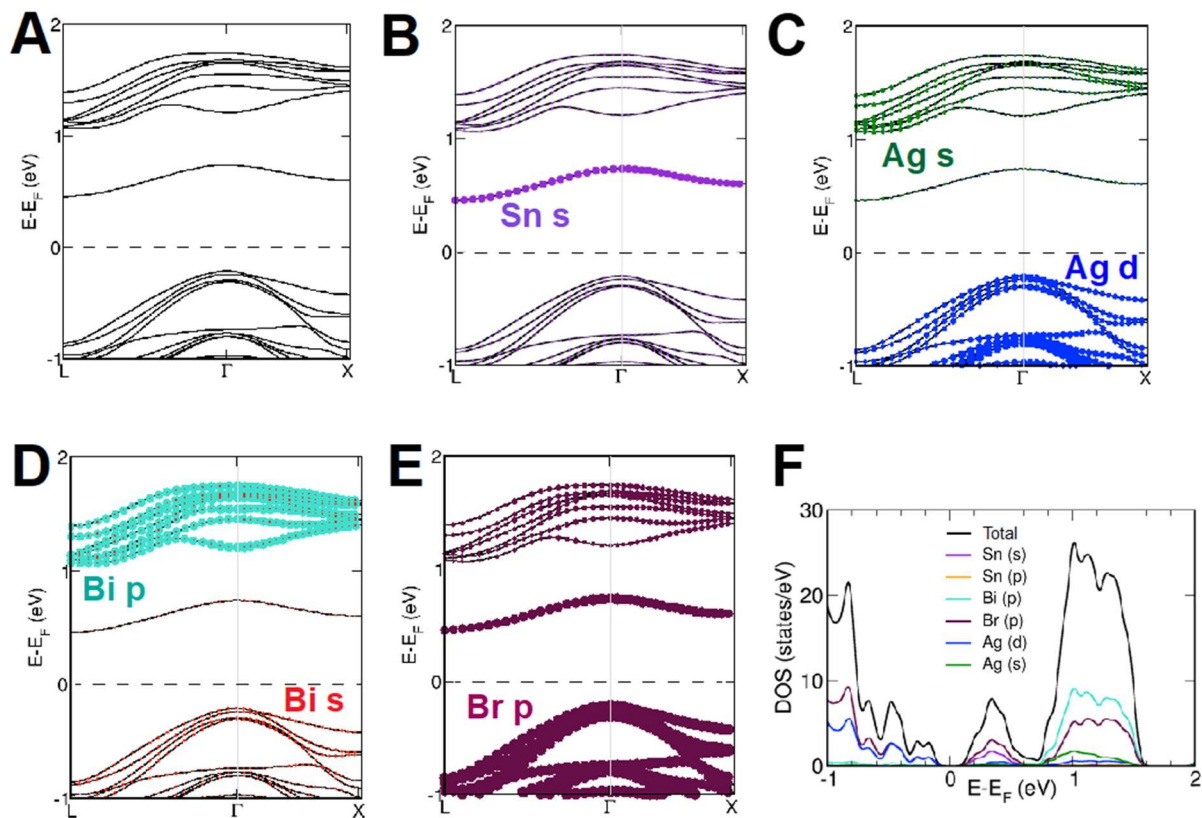 A
2
1
0
-1
E-E_F (eV)
L Γ X
B
2
1
0
-1
E-E_F (eV)
Sn s
L Γ X
C
2
1
0
-1
E-E_F (eV)
Ag s
Ag d
L Γ X
D
2
1
0
-1
E-E_F (eV)
Bi p
Bi s
L Γ X
E
2
1
0
-1
E-E_F (eV)
Br p
L Γ X
F
30
20
10
0
DOS (states/eV)
Total
Sn (s)
Sn (p)
Bi (p)
Br (p)
Ag (d)
Ag (s)
-1 0 1 2
E-E_F (eV)